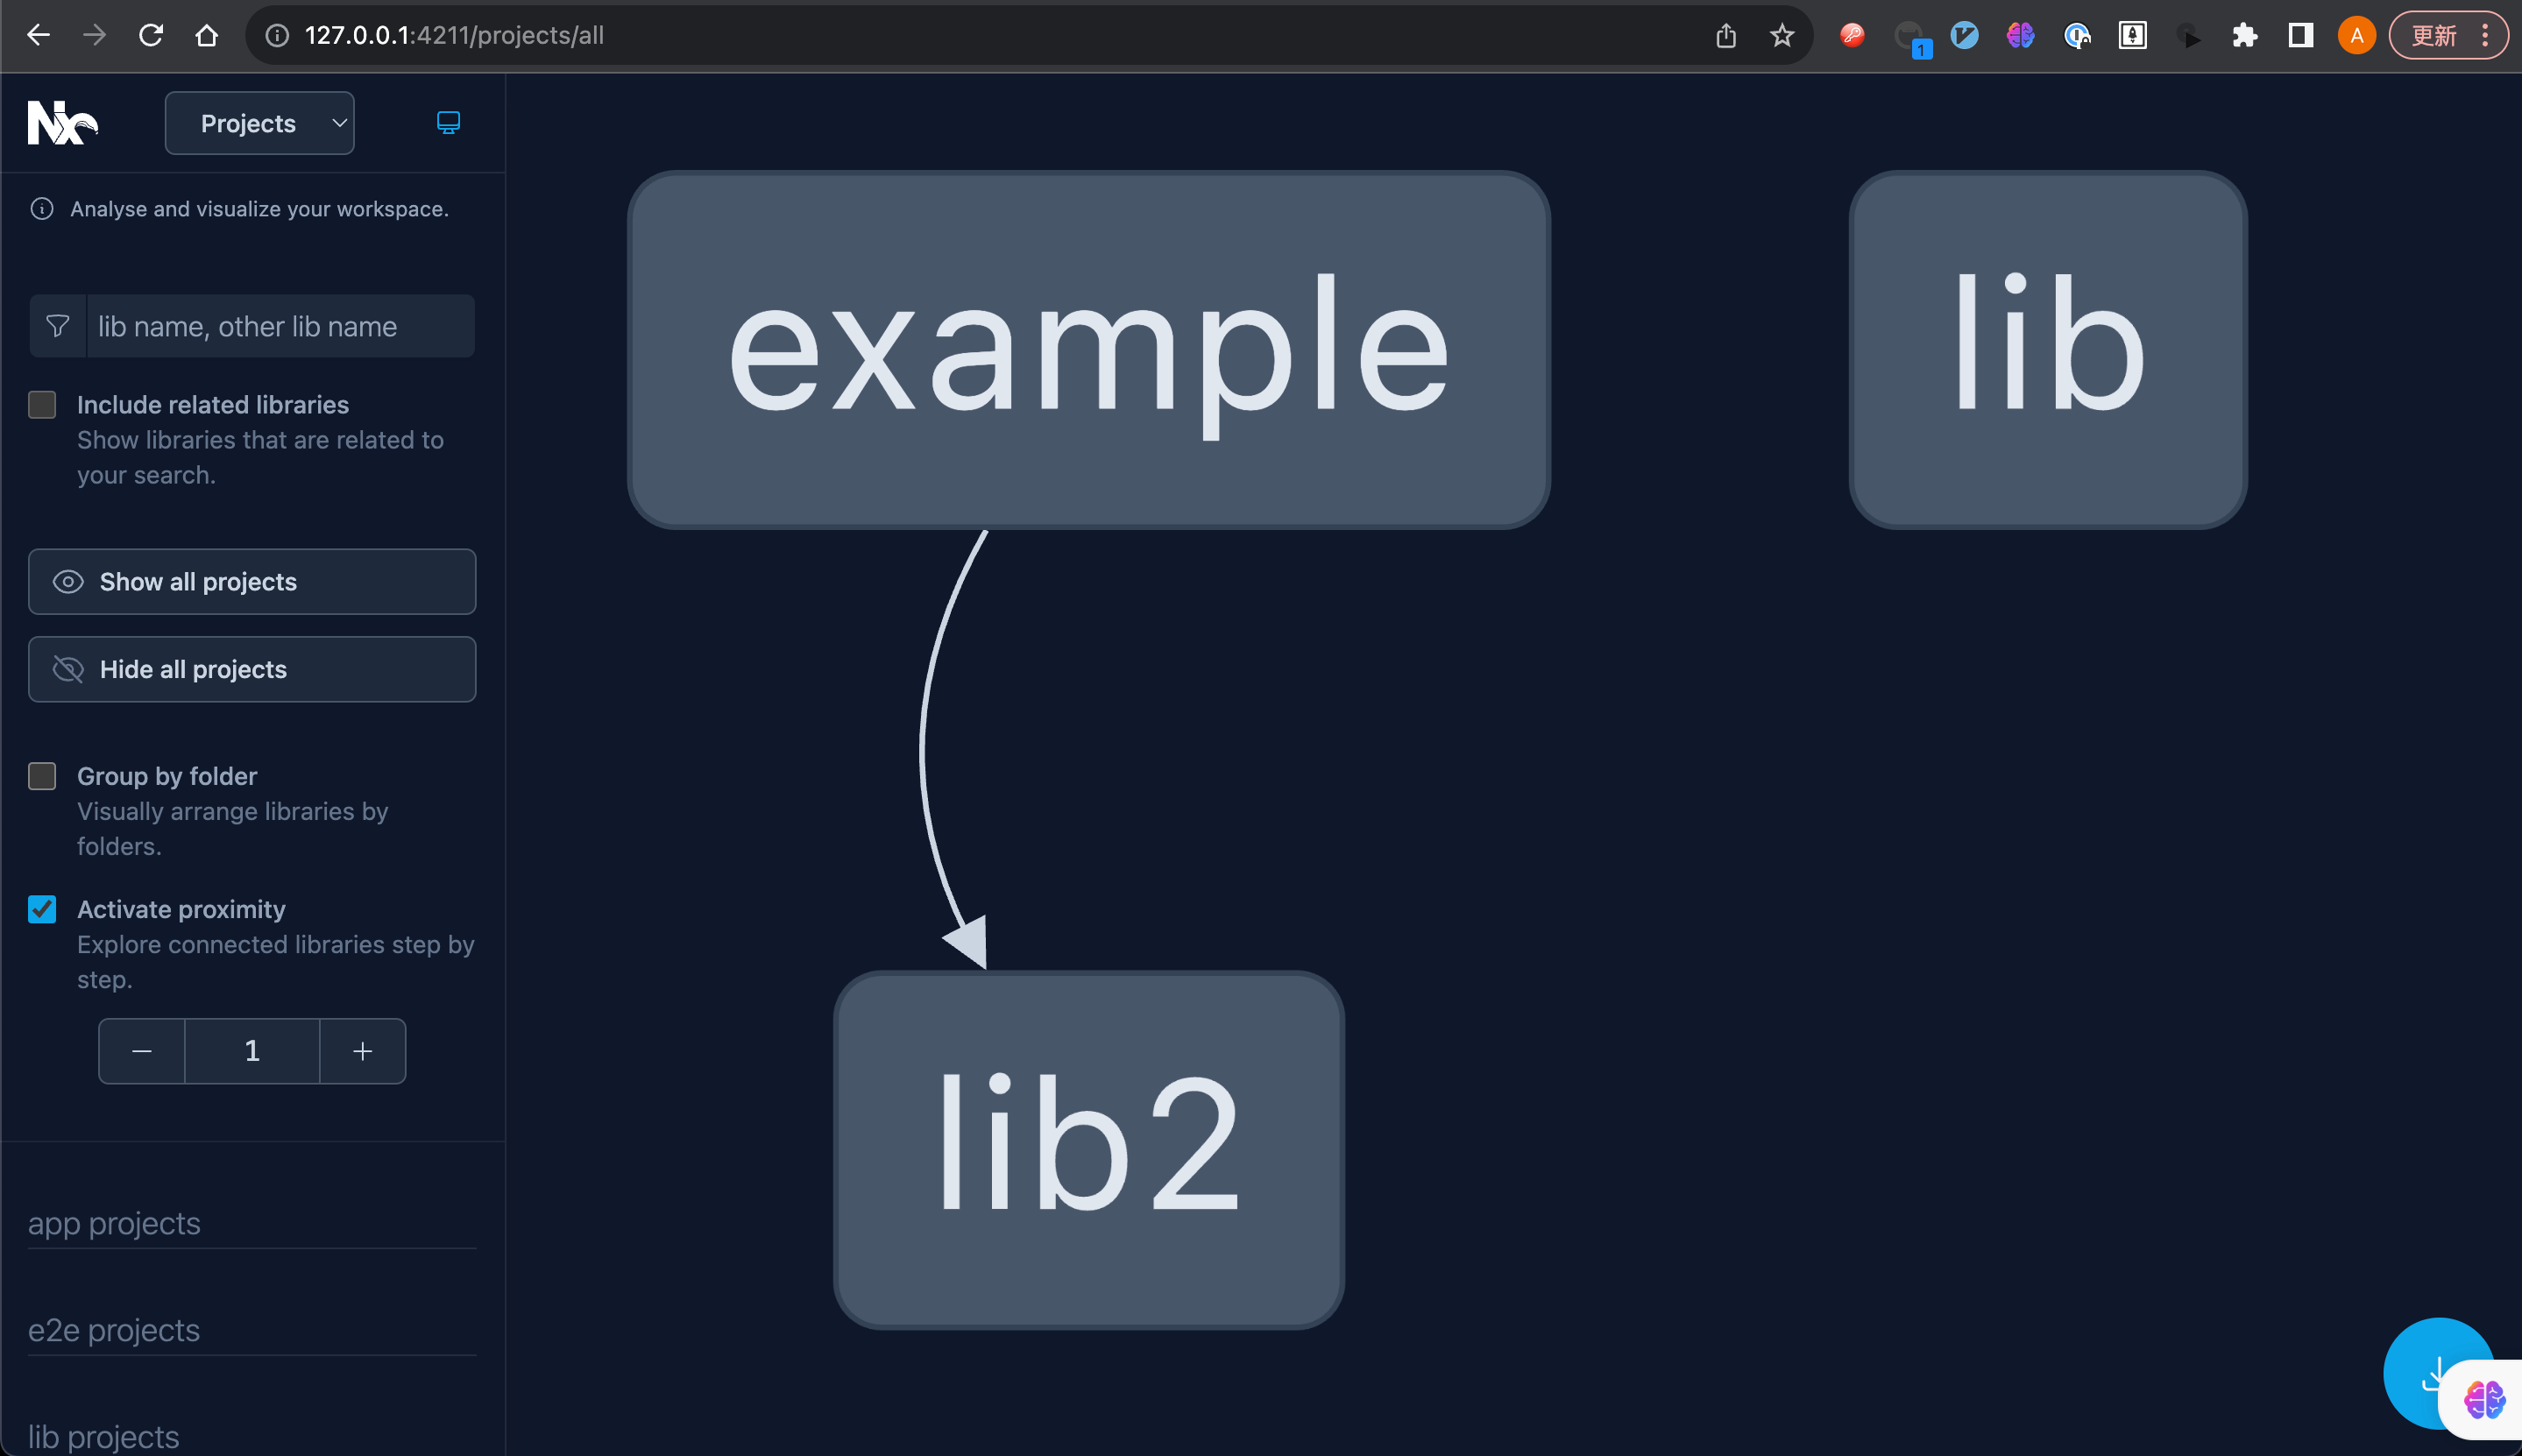 127.0.0.1:4211/projects/all
1
A
更新
Nx
Projects
Analyse and visualize your workspace.
lib name, other lib name
Include related libraries
Show libraries that are related to
your search.
Show all projects
Hide all projects
Group by folder
Visually arrange libraries by
folders.
Activate proximity
Explore connected libraries step by
step.
1
app projects
e2e projects
lib projects
example
lib
lib2